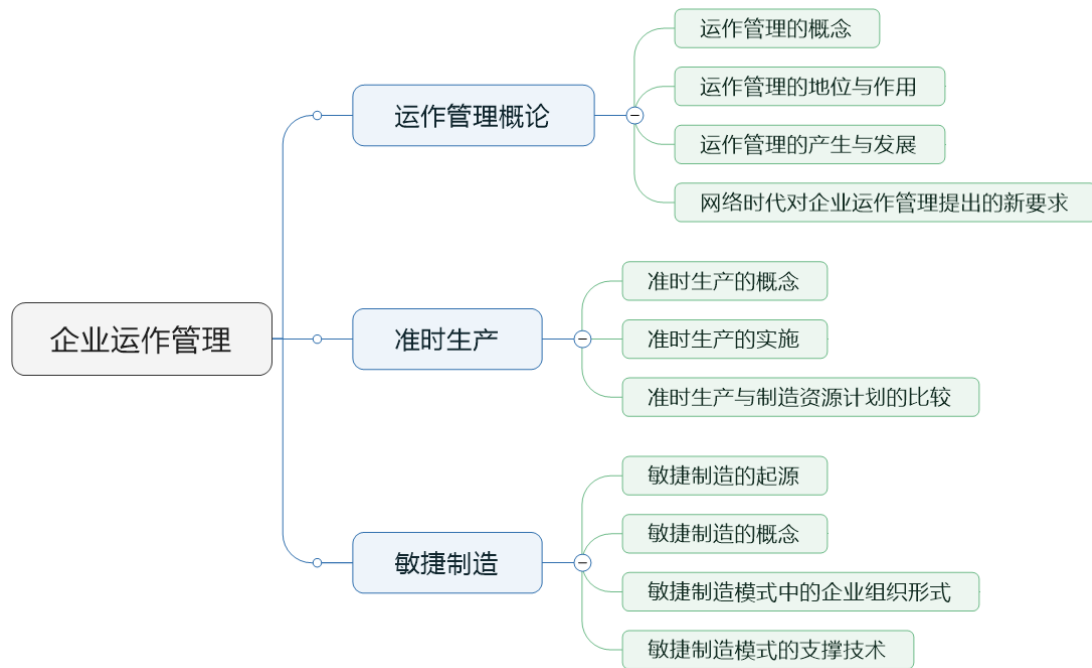 企业运作管理
运作管理概论
运作管理的概念
运作管理的地位与作用
运作管理的产生与发展
网络时代对企业运作管理提出的新要求
准时生产
准时生产的概念
准时生产的实施
准时生产与制造资源计划的比较
敏捷制造
敏捷制造的起源
敏捷制造的概念
敏捷制造模式中的企业组织形式
敏捷制造模式的支撑技术